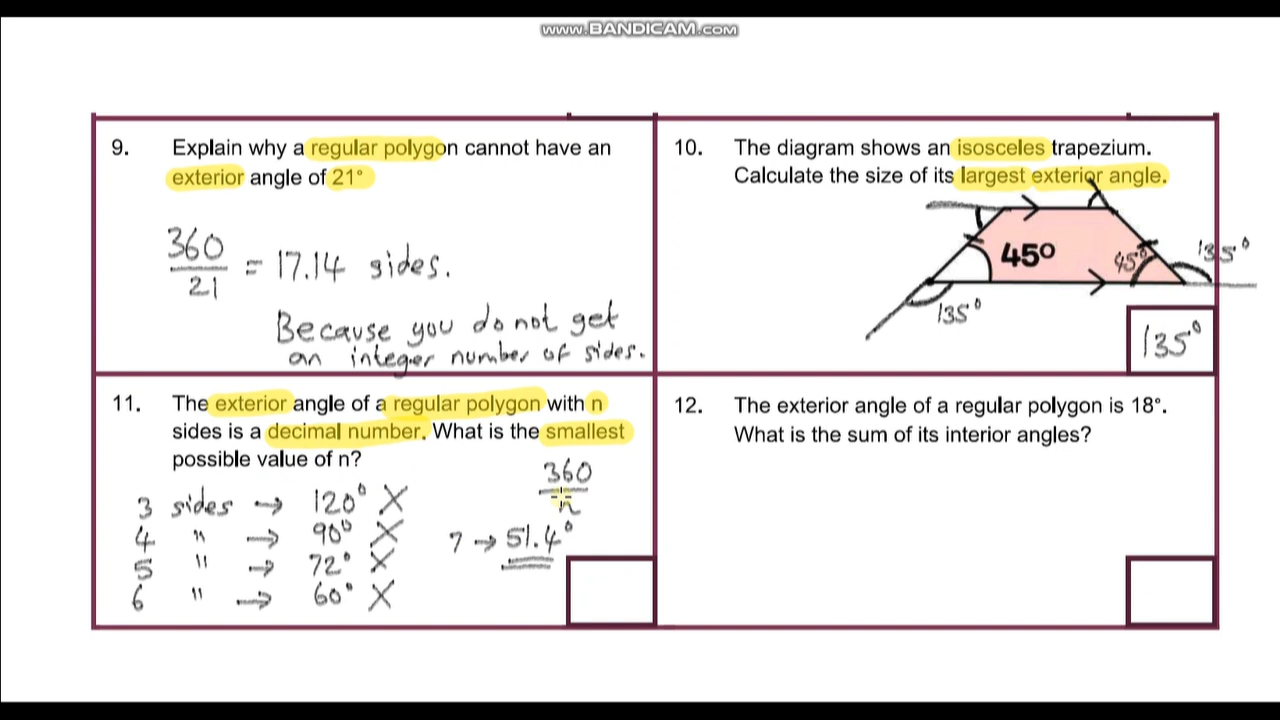 www.BANDICAM.com
9. Explain why a regular polygon cannot have an
exterior angle of 21°
360
21
= 17.14 sides.
Because you do not get
an integer number of sides.
10. The diagram shows an isosceles trapezium.
Calculate the size of its largest exterior angle.
45°
45°
135°
135°
135°
11. The exterior angle of a regular polygon with n
sides is a decimal number. What is the smallest
possible value of n?
3 sides → 120° X
4 " → 90° X
5 " → 72° X
6 " → 60° X
360
n
7 → 51.4°
12. The exterior angle of a regular polygon is 18°.
What is the sum of its interior angles?